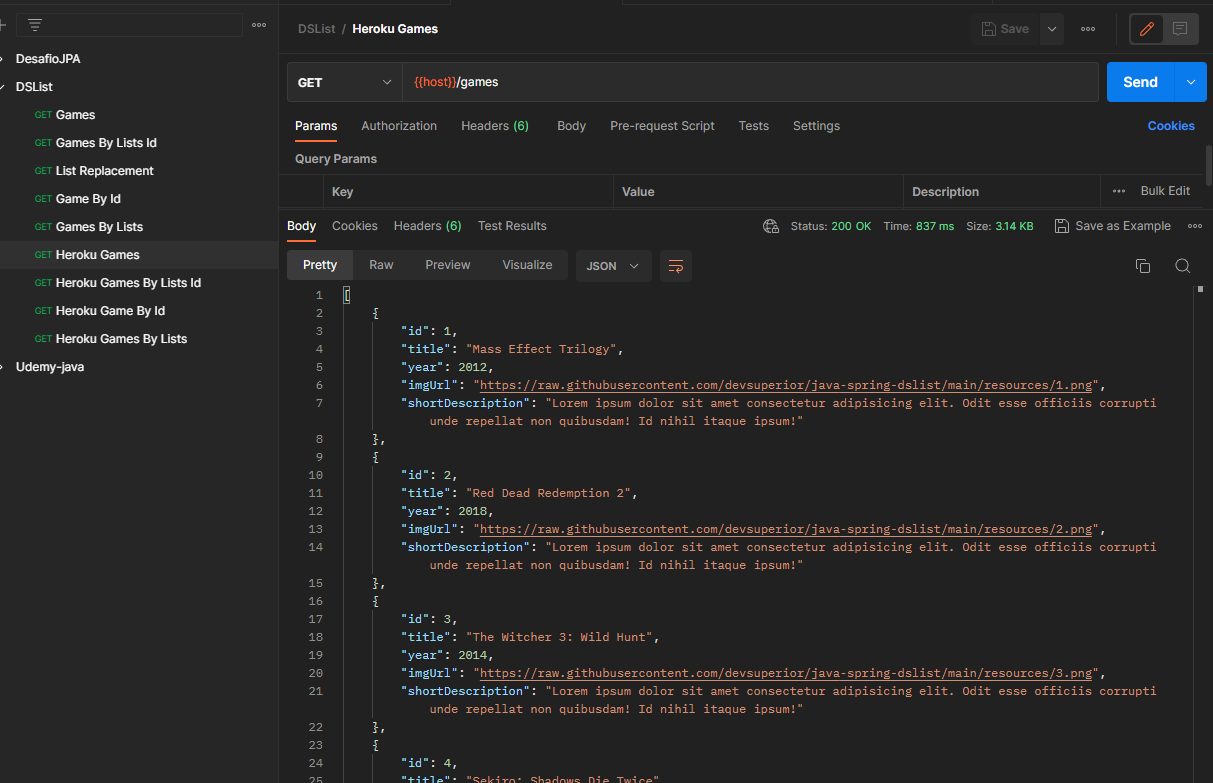 DSList / Heroku Games
Save
DesafioJPA
DSList
GET Games
GET Games By Lists Id
GET List Replacement
GET Game By Id
GET Games By Lists
GET Heroku Games
GET Heroku Games By Lists Id
GET Heroku Game By Id
GET Heroku Games By Lists
Udemy-java
GET {{host}}/games Send
Params Authorization Headers (6) Body Pre-request Script Tests Settings Cookies
Query Params
Key Value Description Bulk Edit
Body Cookies Headers (6) Test Results Status: 200 OK Time: 837 ms Size: 3.14 KB Save as Example
Pretty Raw Preview Visualize JSON
1 [
2 {
3 "id": 1,
4 "title": "Mass Effect Trilogy",
5 "year": 2012,
6 "imgUrl": "https://raw.githubusercontent.com/devsuperior/java-spring-dslist/main/resources/1.png",
7 "shortDescription": "Lorem ipsum dolor sit amet consectetur adipisicing elit. Odit esse officiis corrupti
unde repellat non quibusdam! Id nihil itaque ipsum!"
8 },
9 {
10 "id": 2,
11 "title": "Red Dead Redemption 2",
12 "year": 2018,
13 "imgUrl": "https://raw.githubusercontent.com/devsuperior/java-spring-dslist/main/resources/2.png",
14 "shortDescription": "Lorem ipsum dolor sit amet consectetur adipisicing elit. Odit esse officiis corrupti
unde repellat non quibusdam! Id nihil itaque ipsum!"
15 },
16 {
17 "id": 3,
18 "title": "The Witcher 3: Wild Hunt",
19 "year": 2014,
20 "imgUrl": "https://raw.githubusercontent.com/devsuperior/java-spring-dslist/main/resources/3.png",
21 "shortDescription": "Lorem ipsum dolor sit amet consectetur adipisicing elit. Odit esse officiis corrupti
unde repellat non quibusdam! Id nihil itaque ipsum!"
22 },
23 {
24 "id": 4,
25 "title": "Sekiro: Shadows Die Twice"